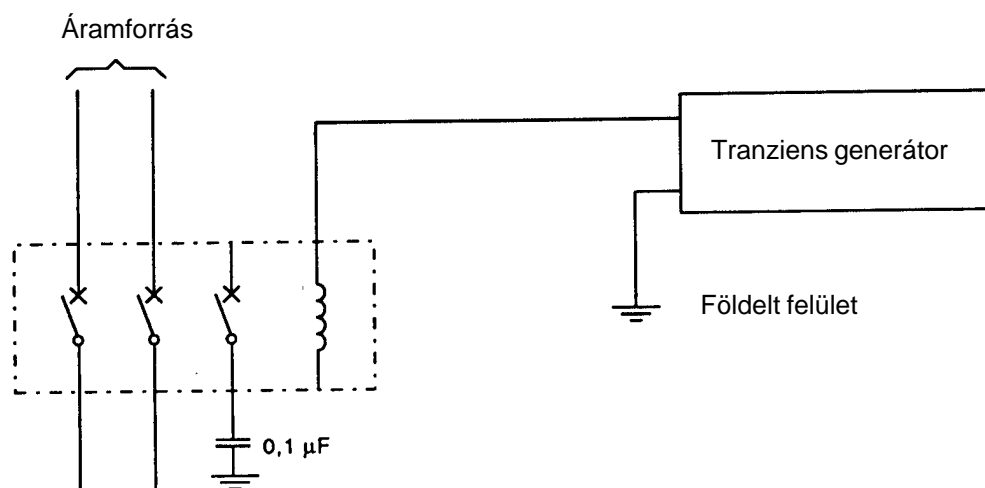 Áramforrás
Tranziens generátor
Földelt felület
0,1 µF